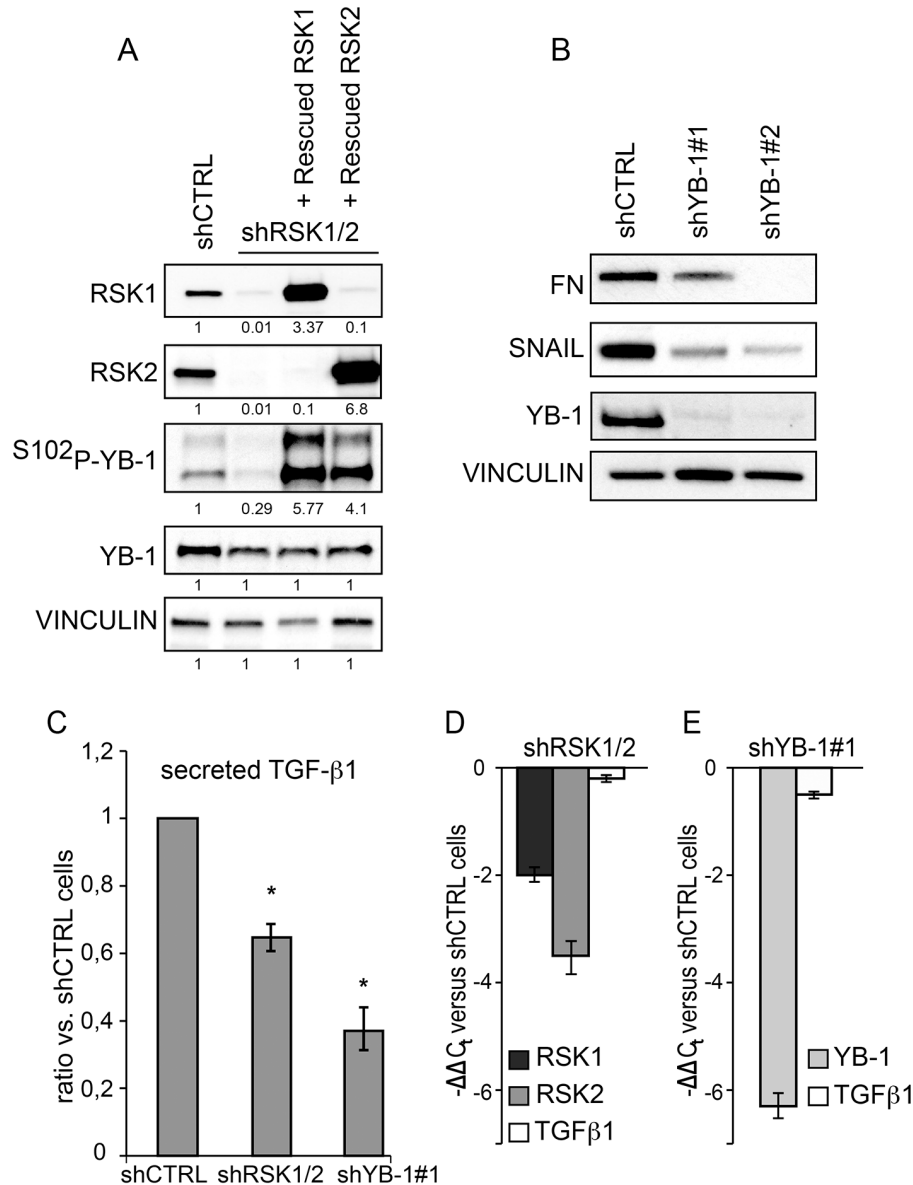 A
shCTRL
+ Rescued RSK1
+ Rescued RSK2
shRSK1/2
RSK1
1 0.01 3.37 0.1
RSK2
1 0.01 0.1 6.8
S102P-YB-1
1 0.29 5.77 4.1
YB-1
1 1 1 1
VINCULIN
1 1 1 1
B
shCTRL
shYB-1#1
shYB-1#2
FN
SNAIL
YB-1
VINCULIN
C
secreted TGF-β1
ratio vs. shCTRL cells
1,2
1
0,8
0,6
0,4
0,2
0
*
*
shCTRL shRSK1/2 shYB-1#1
D
shRSK1/2
-ΔΔCt versus shCTRL cells
0
-2
-4
-6
RSK1
RSK2
TGFβ1
E
shYB-1#1
-ΔΔCt versus shCTRL cells
0
-2
-4
-6
YB-1
TGFβ1